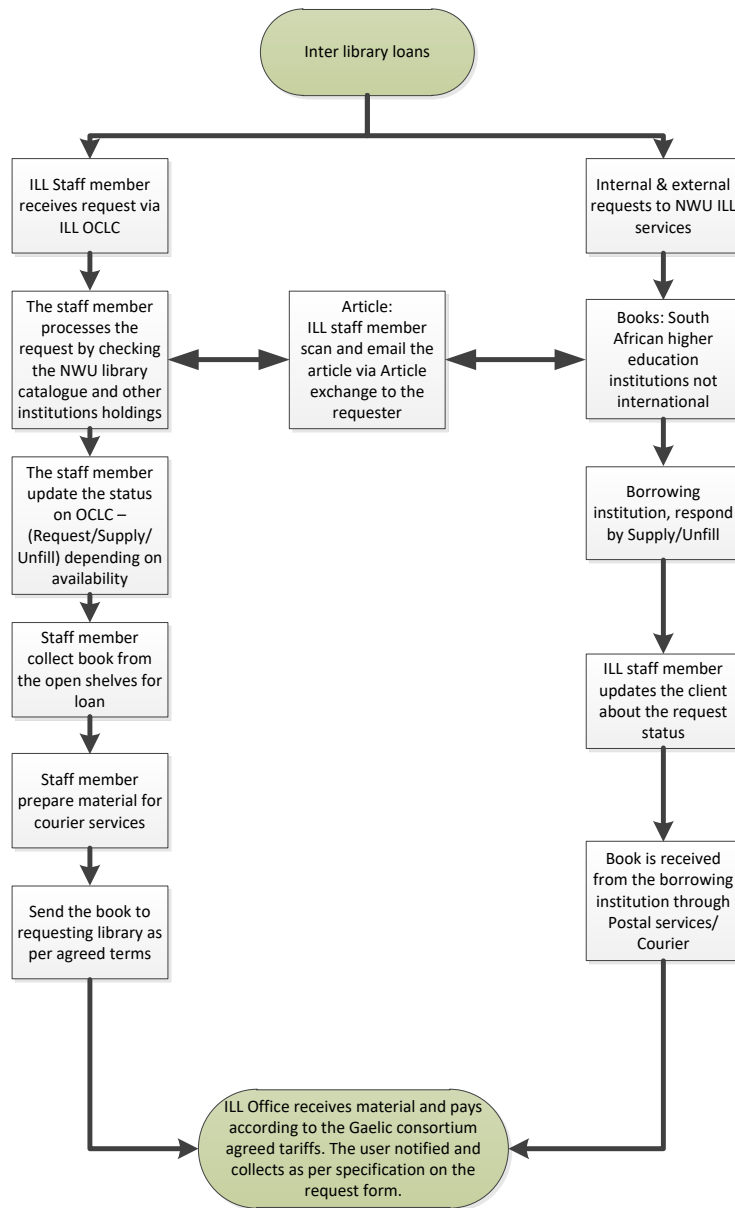 Inter library loans
ILL Staff member
receives request via
ILL OCLC
The staff member
processes the
request by checking
the NWU library
catalogue and other
institutions holdings
The staff member
update the status
on OCLC –
(Request/Supply/
Unfill) depending on
availability
Staff member
collect book from
the open shelves for
loan
Staff member
prepare material for
courier services
Send the book to
requesting library as
per agreed terms
Article:
ILL staff member
scan and email the
article via Article
exchange to the
requester
Internal & external
requests to NWU ILL
services
Books: South
African higher
education
institutions not
international
Borrowing
institution, respond
by Supply/Unfill
ILL staff member
updates the client
about the request
status
Book is received
from the borrowing
institution through
Postal services/
Courier
ILL Office receives material and pays
according to the Gaelic consortium
agreed tariffs. The user notified and
collects as per specification on the
request form.